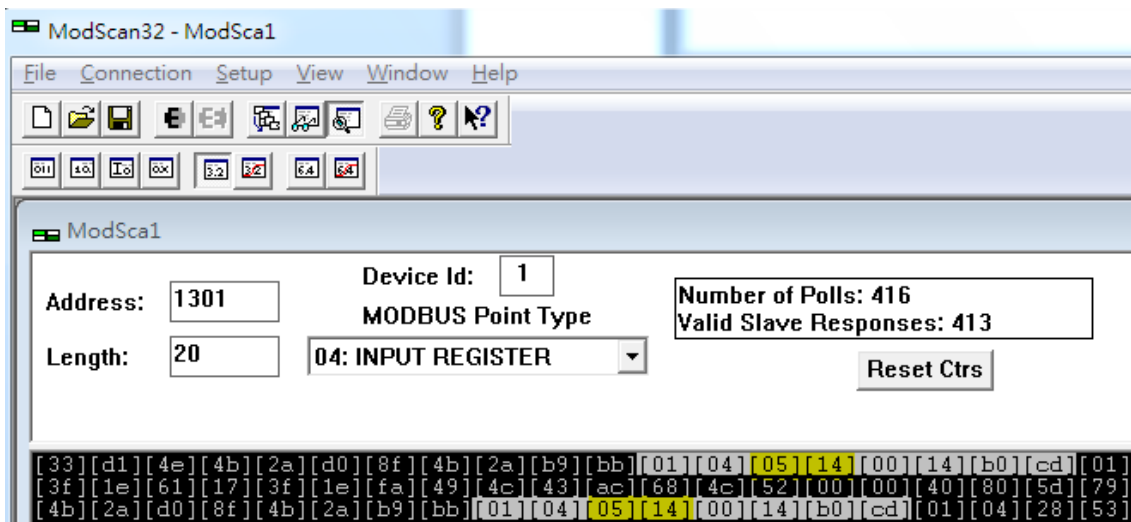 ModScan32 - ModSca1
File Connection Setup View Window Help
ModSca1
Address: 1301
Device Id: 1
MODBUS Point Type
Length: 20
04: INPUT REGISTER
Number of Polls: 416
Valid Slave Responses: 413
Reset Ctrs
[33][d1][4e][4b][2a][d0][8f][4b][2a][b9][bb][01][04][05][14][00][14][b0][cd][01]
[3f][1e][61][17][3f][1e][fa][49][4c][43][ac][68][4c][52][00][00][40][80][5d][79]
[4b][2a][d0][8f][4b][2a][b9][bb][01][04][05][14][00][14][b0][cd][01][04][28][53]